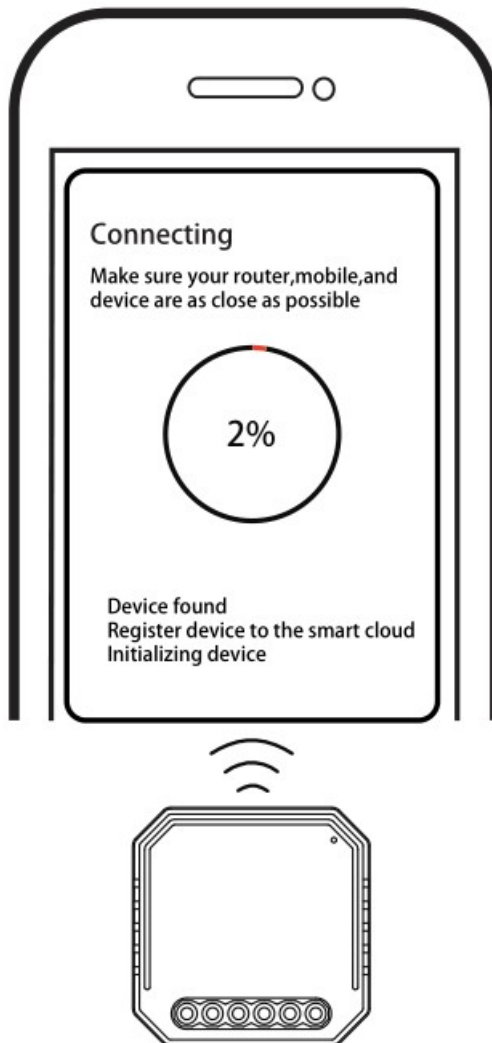 Connecting
Make sure your router,mobile,and
device are as close as possible
2%
Device found
Register device to the smart cloud
Initializing device